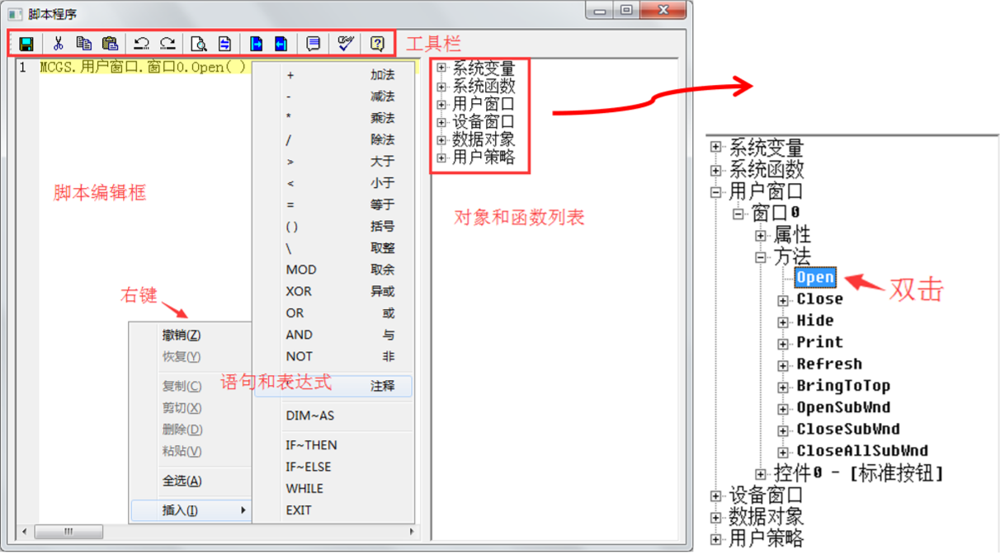 脚本程序
工具栏
1 MCGS.用户窗口.窗口0.Open( )
脚本编辑框
右键
撤销(Z)
恢复(Y)
复制(C)
剪切(X)
删除(D)
粘贴(V)
全选(A)
插入(I)
语句和表达式
+ 加法
- 减法
* 乘法
/ 除法
> 大于
< 小于
= 等于
( ) 括号
\ 取整
MOD 取余
XOR 异或
OR 或
AND 与
NOT 非
注释
DIM~AS
IF~THEN
IF~ELSE
WHILE
EXIT
系统变量
系统函数
用户窗口
设备窗口
数据对象
用户策略
对象和函数列表
系统变量
系统函数
用户窗口
窗口0
属性
方法
Open
双击
Close
Hide
Print
Refresh
BringToTop
OpenSubWnd
CloseSubWnd
CloseAllSubWnd
控件0 - [标准按钮]
设备窗口
数据对象
用户策略